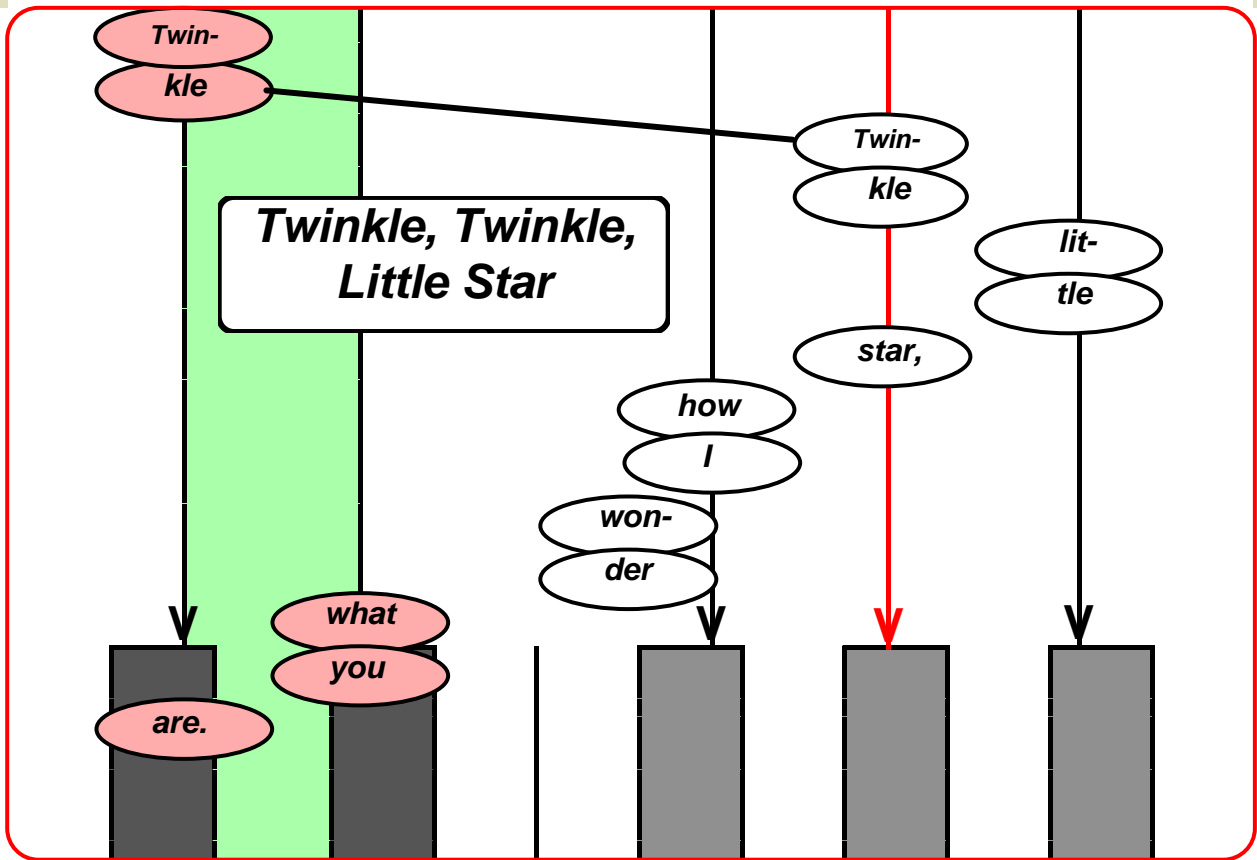 Twin-
kle
Twin-
kle
Twinkle, Twinkle,
Little Star
lit-
tle
star,
how
I
won-
der
what
you
are.